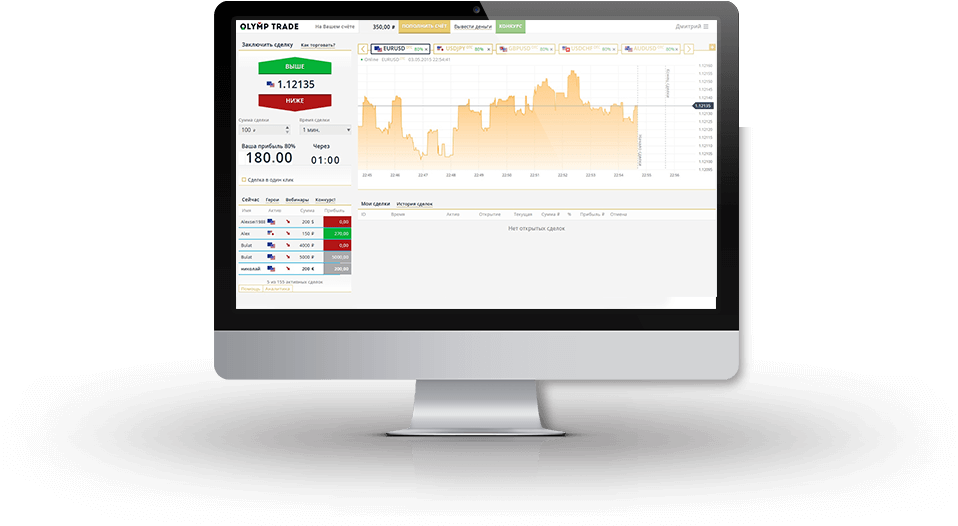 OLYMP TRADE
На Вашем счёте
350,00 ₽
ПОПОЛНИТЬ СЧЁТ
Вывести деньги
КОНКУРС
Дмитрий
Заключить сделку
Как торговать?
ВЫШЕ
1.12135
НИЖЕ
Сумма сделки
Время сделки
100 ₽
1 мин.
Ваша прибыль 80%
Через
180.00
01:00
Сделка в один клик
EURUSD 80% ×
USDJPY 80% ×
GBPUSD 80% ×
USDCHF 80% ×
AUDUSD 80% ×
Online EURUSD 03.05.2015 22:54:41
1.12160
1.12155
1.12150
1.12145
1.12140
1.12135
1.12130
1.12125
1.12120
1.12115
1.12110
1.12105
1.12100
1.12095
22:45 22:46 22:47 22:48 22:49 22:50 22:51 22:52 22:53 22:54 22:55 22:56
Сейчас Герои Вебинары Конкурс!
Имя Актив Сумма Прибыль
200 $ 0,00
Alex 150 ₽ 270,00
Bulat 4000 ₽ 0,00
Bulat 5000 ₽
николай 200 € 200,00
5 из 155 активных сделок
Помощь Аналитика
Мои сделки История сделок
ID Время Актив Открытие Текущая Сумма ₽ % Прибыль ₽ Отмена
Нет открытых сделок